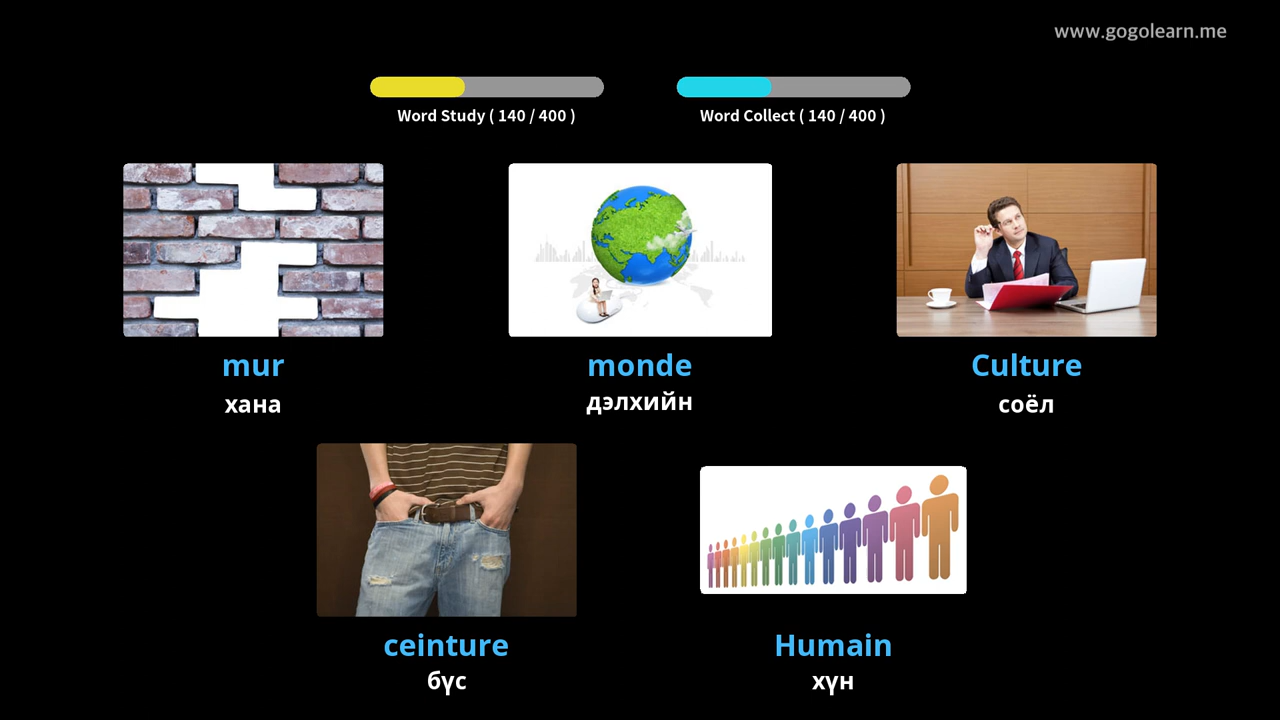 www.gogolearn.me
Word Study ( 140 / 400 )
Word Collect ( 140 / 400 )
mur
monde
Culture
хана
дэлхийн
соёл
ceinture
Humain
бүс
хүн